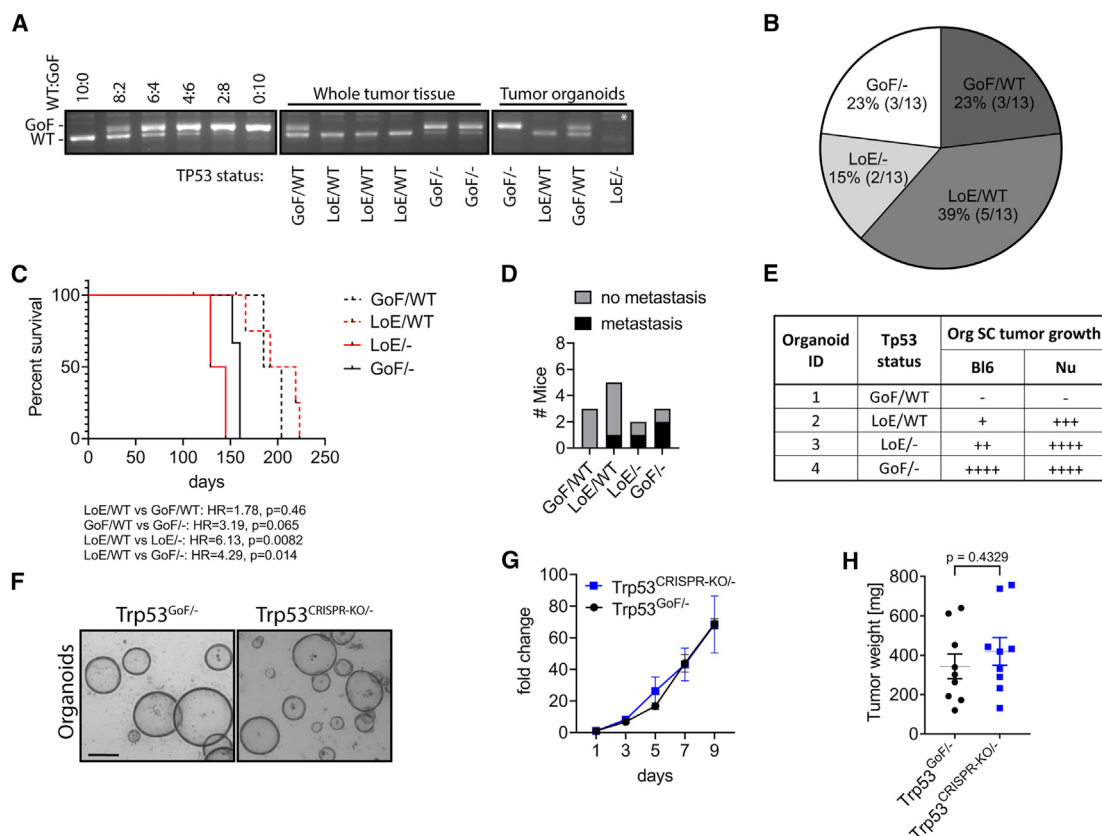 A
WT:GoF
10:0
8:2
6:4
4:6
2:8
0:10
Whole tumor tissue
Tumor organoids
GoF -
WT -
*
TP53 status:
GoF/WT
LoE/WT
LoE/WT
LoE/WT
GoF/-
GoF/-
GoF/-
LoE/WT
GoF/WT
LoE/-
B
GoF/-
23% (3/13)
GoF/WT
23% (3/13)
LoE/-
15% (2/13)
LoE/WT
39% (5/13)
C
Percent survival
100
50
0
0 50 100 150 200 250
days
GoF/WT
LoE/WT
LoE/-
GoF/-
LoE/WT vs GoF/WT: HR=1.78, p=0.46
GoF/WT vs GoF/-: HR=3.19, p=0.065
LoE/WT vs LoE/-: HR=6.13, p=0.0082
LoE/WT vs GoF/-: HR=4.29, p=0.014
D
no metastasis
metastasis
# Mice
8
6
4
2
0
GoF/WT
LoE/WT
LoE/-
GoF/-
E
Organoid ID Tp53 status Org SC tumor growth
Bl6 Nu
1 GoF/WT - -
2 LoE/WT + +++
3 LoE/- ++ ++++
4 GoF/- ++++ ++++
F
Trp53GoF/- Trp53CRISPR-KO/-
Organoids
G
Trp53CRISPR-KO/-
Trp53GoF/-
fold change
100
80
60
40
20
0
1 3 5 7 9
days
H
p = 0.4329
Tumor weight [mg]
800
600
400
200
0
Trp53GoF/-
Trp53CRISPR-KO/-